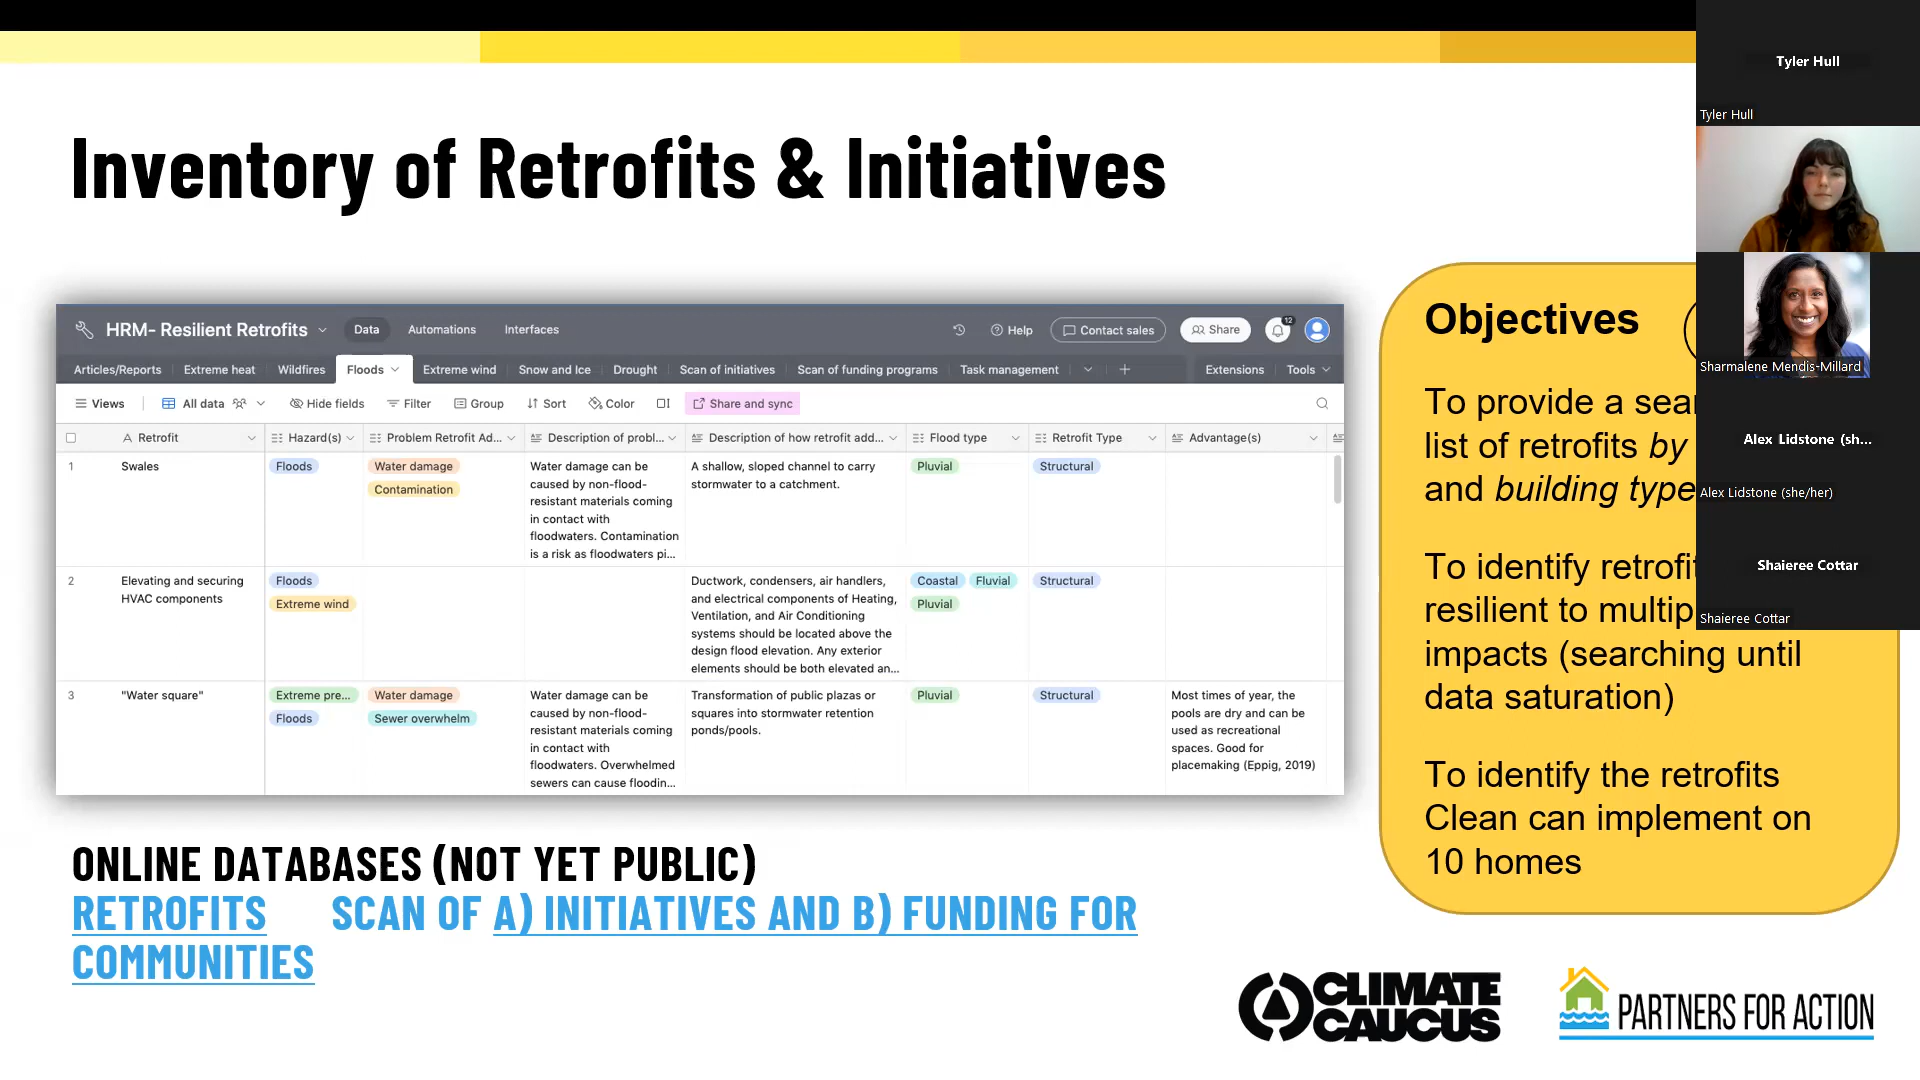 Inventory of Retrofits & Initiatives
HRM- Resilient Retrofits
Data
Automations
Interfaces
Help
Contact sales
Share
12
Articles/Reports
Extreme heat
Wildfires
Floods
Extreme wind
Snow and Ice
Drought
Scan of initiatives
Scan of funding programs
Task management
Extensions
Tools
Views
All data
Hide fields
Filter
Group
Sort
Color
Share and sync
Retrofit
Hazard(s)
Problem Retrofit Ad...
Description of probl...
Description of how retrofit add...
Flood type
Retrofit Type
Advantage(s)
1
Swales
Floods
Water damage
Contamination
Water damage can be
caused by non-flood-
resistant materials coming
in contact with
floodwaters. Contamination
is a risk as floodwaters pi...
A shallow, sloped channel to carry
stormwater to a catchment.
Pluvial
Structural
2
Elevating and securing
HVAC components
Floods
Extreme wind
Ductwork, condensers, air handlers,
and electrical components of Heating,
Ventilation, and Air Conditioning
systems should be located above the
design flood elevation. Any exterior
elements should be both elevated an...
Coastal
Fluvial
Pluvial
Structural
3
"Water square"
Extreme pre...
Floods
Water damage
Sewer overwhelm
Water damage can be
caused by non-flood-
resistant materials coming
in contact with
floodwaters. Overwhelmed
sewers can cause floodin...
Transformation of public plazas or
squares into stormwater retention
ponds/pools.
Pluvial
Structural
Most times of year, the
pools are dry and can be
used as recreational
spaces. Good for
placemaking (Eppig, 2019)
ONLINE DATABASES (NOT YET PUBLIC)
RETROFITS SCAN OF A) INITIATIVES AND B) FUNDING FOR
COMMUNITIES
Objectives
To provide a
list of retrofits by
and building type
To identify
resilient to
impacts (searching until
data saturation)
To identify the retrofits
Clean can implement on
10 homes
CLIMATE
CAUCUS
PARTNERS FOR ACTION
Tyler Hull
Tyler Hull
Sharmalene Mendis-Millard
Alex Lidstone (sh...
Alex Lidstone (she/her)
Shaieree Cottar
Shaieree Cottar